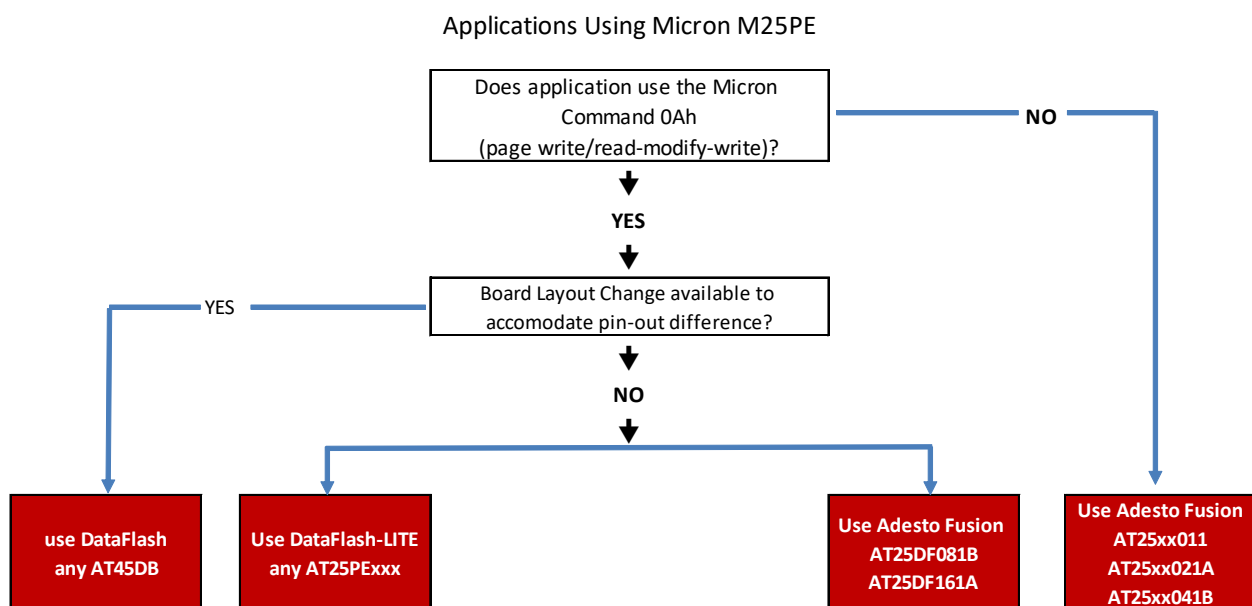 Applications Using Micron M25PE
Does application use the Micron
Command 0Ah
(page write/read-modify-write)?
NO
YES
Board Layout Change available to
accomodate pin-out difference?
YES
NO
use DataFlash
any AT45DB
Use DataFlash-LITE
any AT25PExxx
Use Adesto Fusion
AT25DF081B
AT25DF161A
Use Adesto Fusion
AT25xx011
AT25xx021A
AT25xx041B